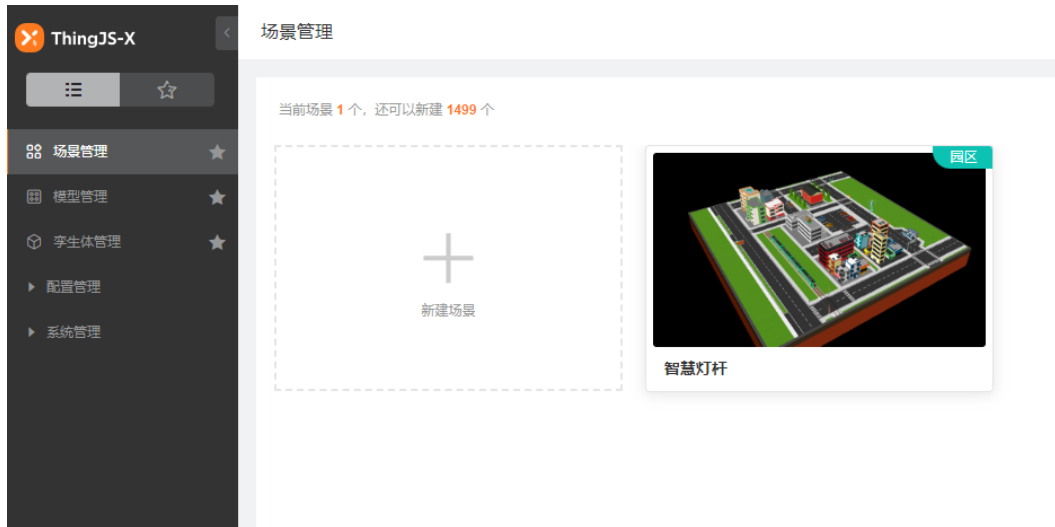 ThingJS-X
场景管理
模型管理
孪生体管理
配置管理
系统管理
场景管理
当前场景 1 个，还可以新建 1499 个
新建场景
园区
智慧灯杆